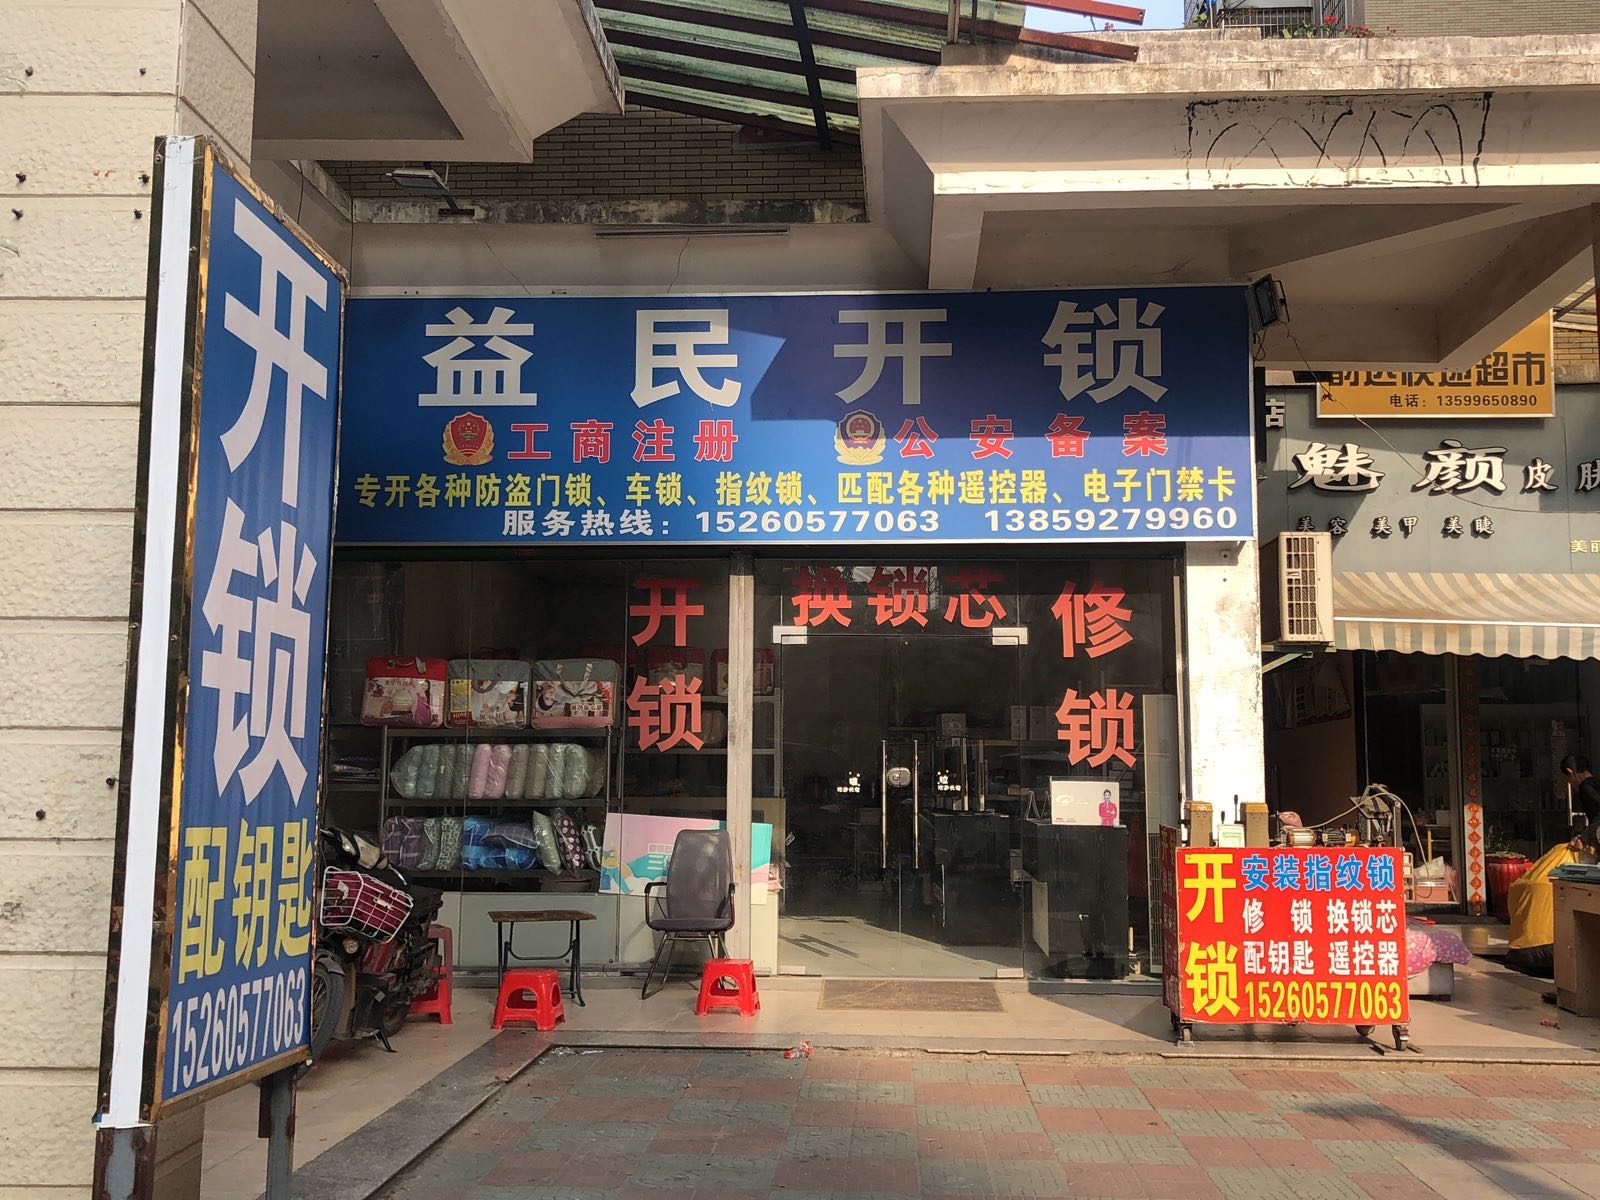 开锁
配钥匙
15260577063
益民开锁
工商注册 公安备案
专开各种防盗门锁、车锁、指纹锁、匹配各种遥控器、电子门禁卡
服务热线：15260577063 13859279960
开锁
换锁芯
修锁
开锁
安装指纹锁
修锁 换锁芯
配钥匙 遥控器
15260577063
超市
电话：13599650890
店
魅颜皮肤
美容 美甲 美睫
美丽